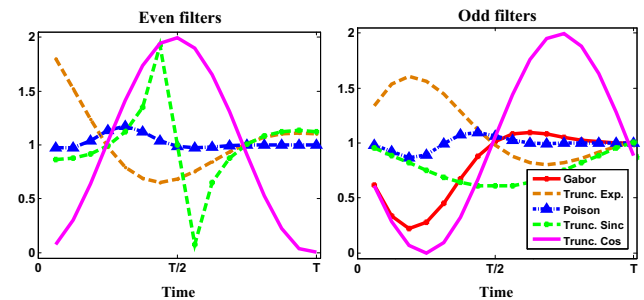 Even filters
Odd filters
2
1.5
1
0.5
0
0
T/2
T
Time
2
1.5
1
0.5
0
0
T/2
T
Time
Gabor
Trunc. Exp.
Poison
Trunc. Sinc
Trunc. Cos